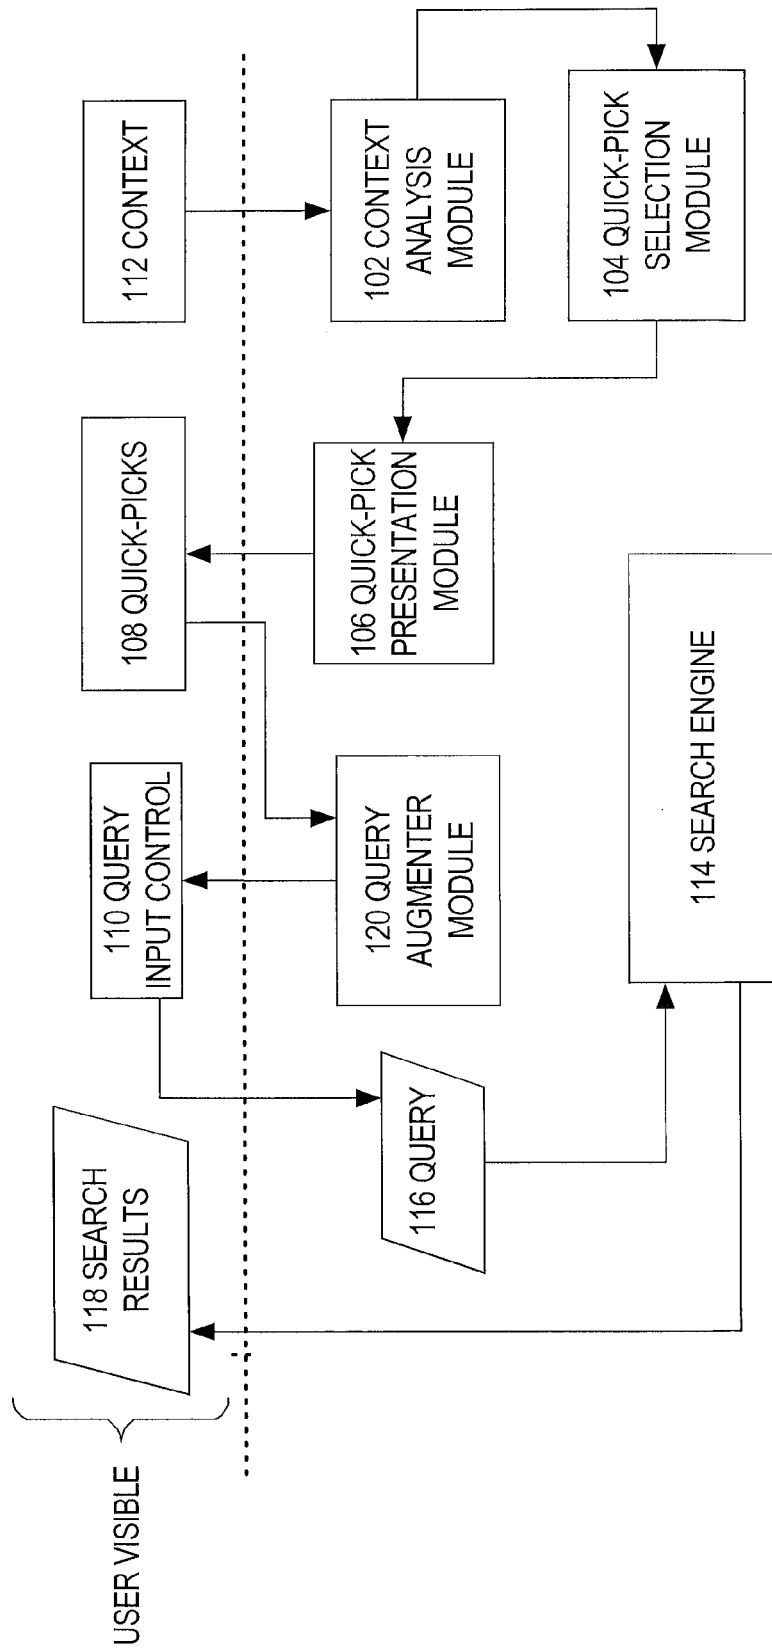 USER VISIBLE
118 SEARCH
RESULTS
110 QUERY
INPUT CONTROL
108 QUICK-PICKS
112 CONTEXT
116 QUERY
120 QUERY
AUGMENTER
MODULE
106 QUICK-PICK
PRESENTATION
MODULE
102 CONTEXT
ANALYSIS
MODULE
114 SEARCH ENGINE
104 QUICK-PICK
SELECTION
MODULE